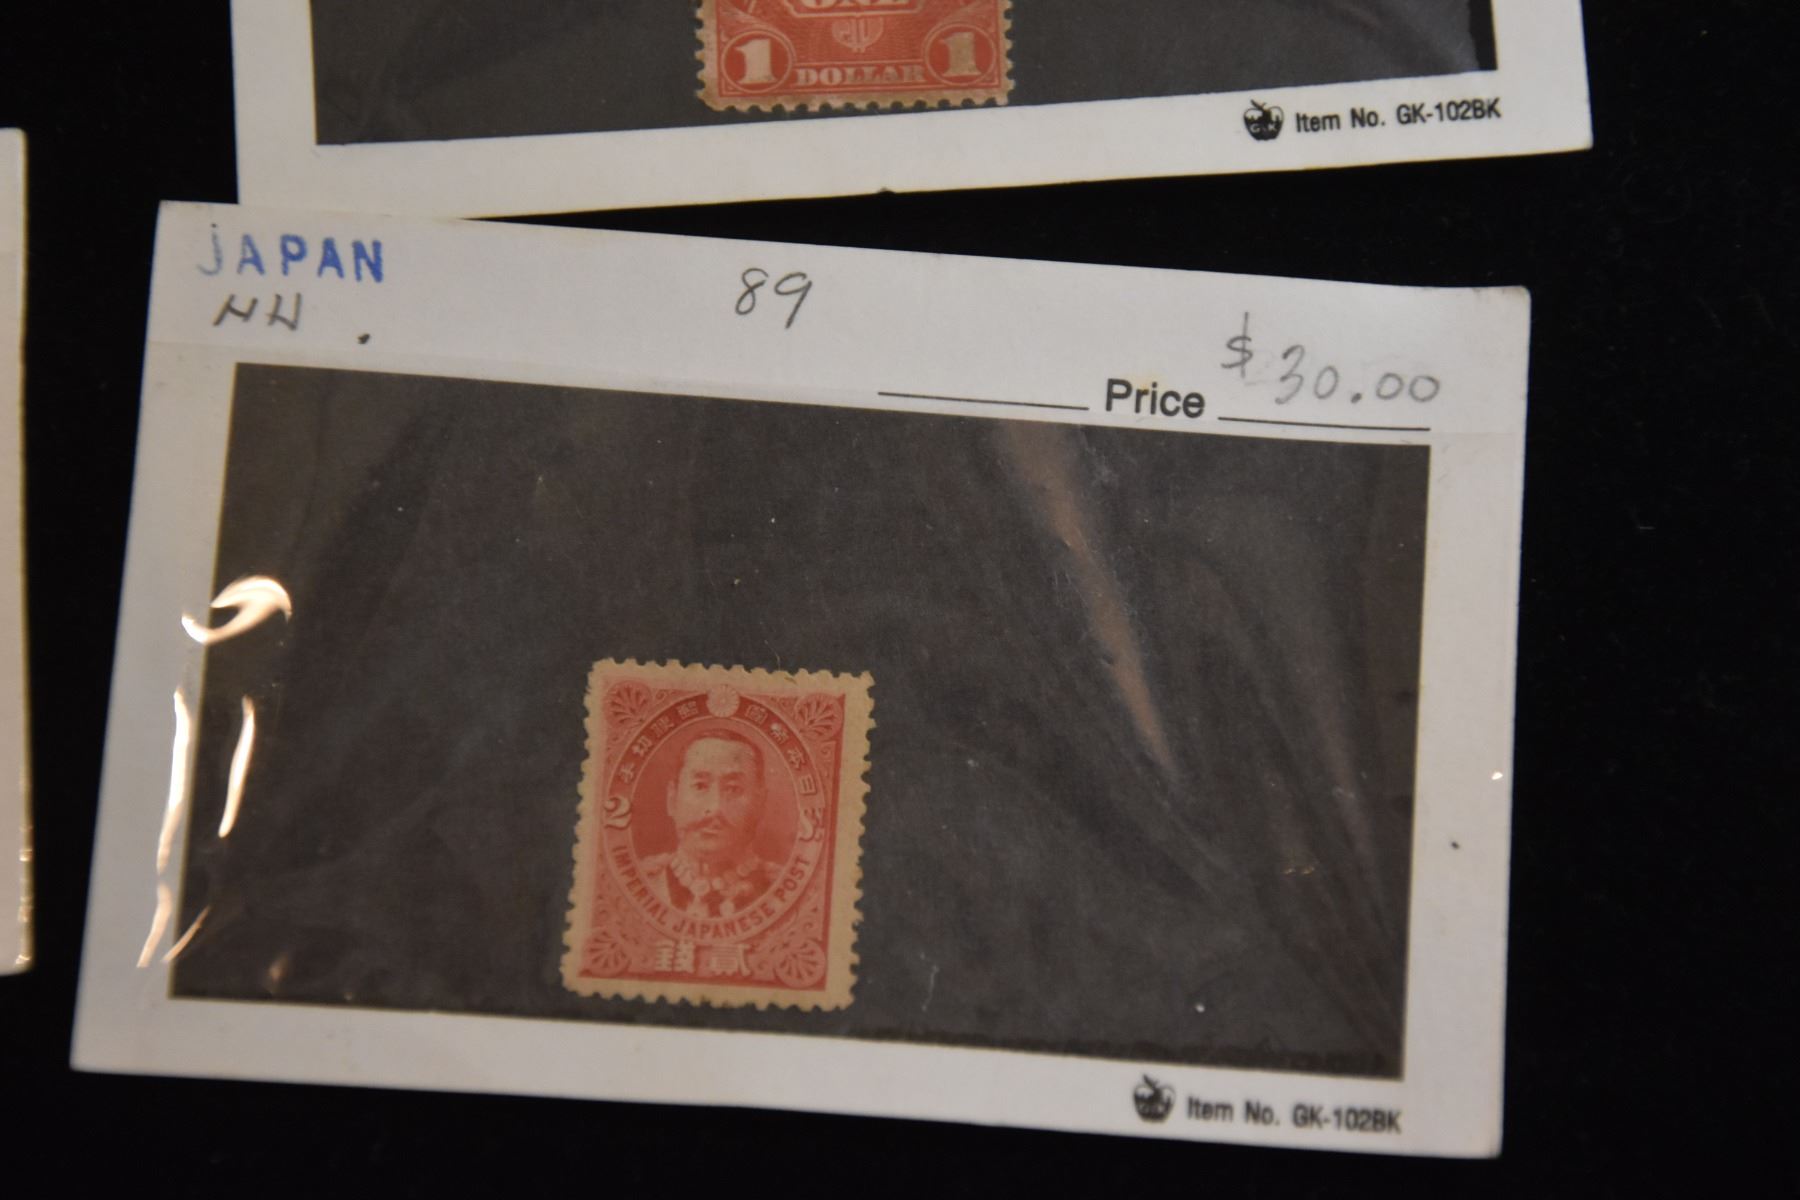 ONE
1 DOLLAR 1
Item No. GK-102BK
JAPAN
89
NH
$30.00
Price
手切便郵國帝本日
2
IMPERIAL JAPANESE POST
錢貳
Item No. GK-102BK